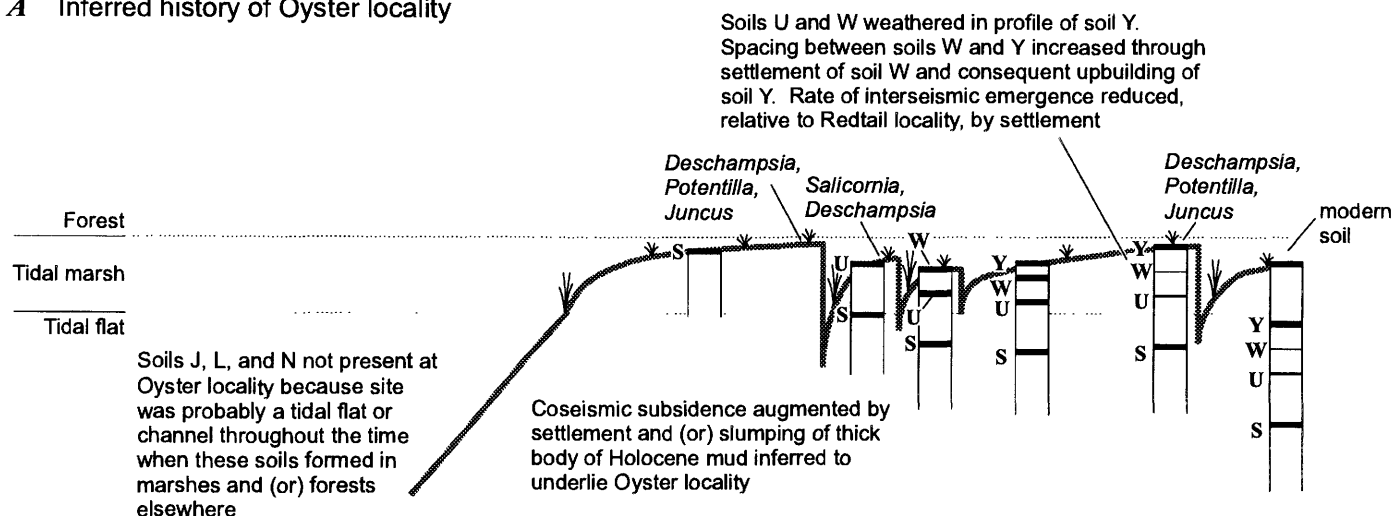 A Inferred history of Oyster locality
Soils U and W weathered in profile of soil Y.
Spacing between soils W and Y increased through
settlement of soil W and consequent upbuilding of
soil Y. Rate of interseismic emergence reduced,
relative to Redtail locality, by settlement
Deschampsia,
Potentilla,
Juncus
Salicornia,
Deschampsia
Deschampsia,
Potentilla,
Juncus
modern
soil
Forest
Tidal marsh
Tidal flat
S
U
S
W
U
S
Y
W
U
S
Y
W
U
S
Y
W
U
S
Soils J, L, and N not present at
Oyster locality because site
was probably a tidal flat or
channel throughout the time
when these soils formed in
marshes and (or) forests
elsewhere
Coseismic subsidence augmented by
settlement and (or) slumping of thick
body of Holocene mud inferred to
underlie Oyster locality